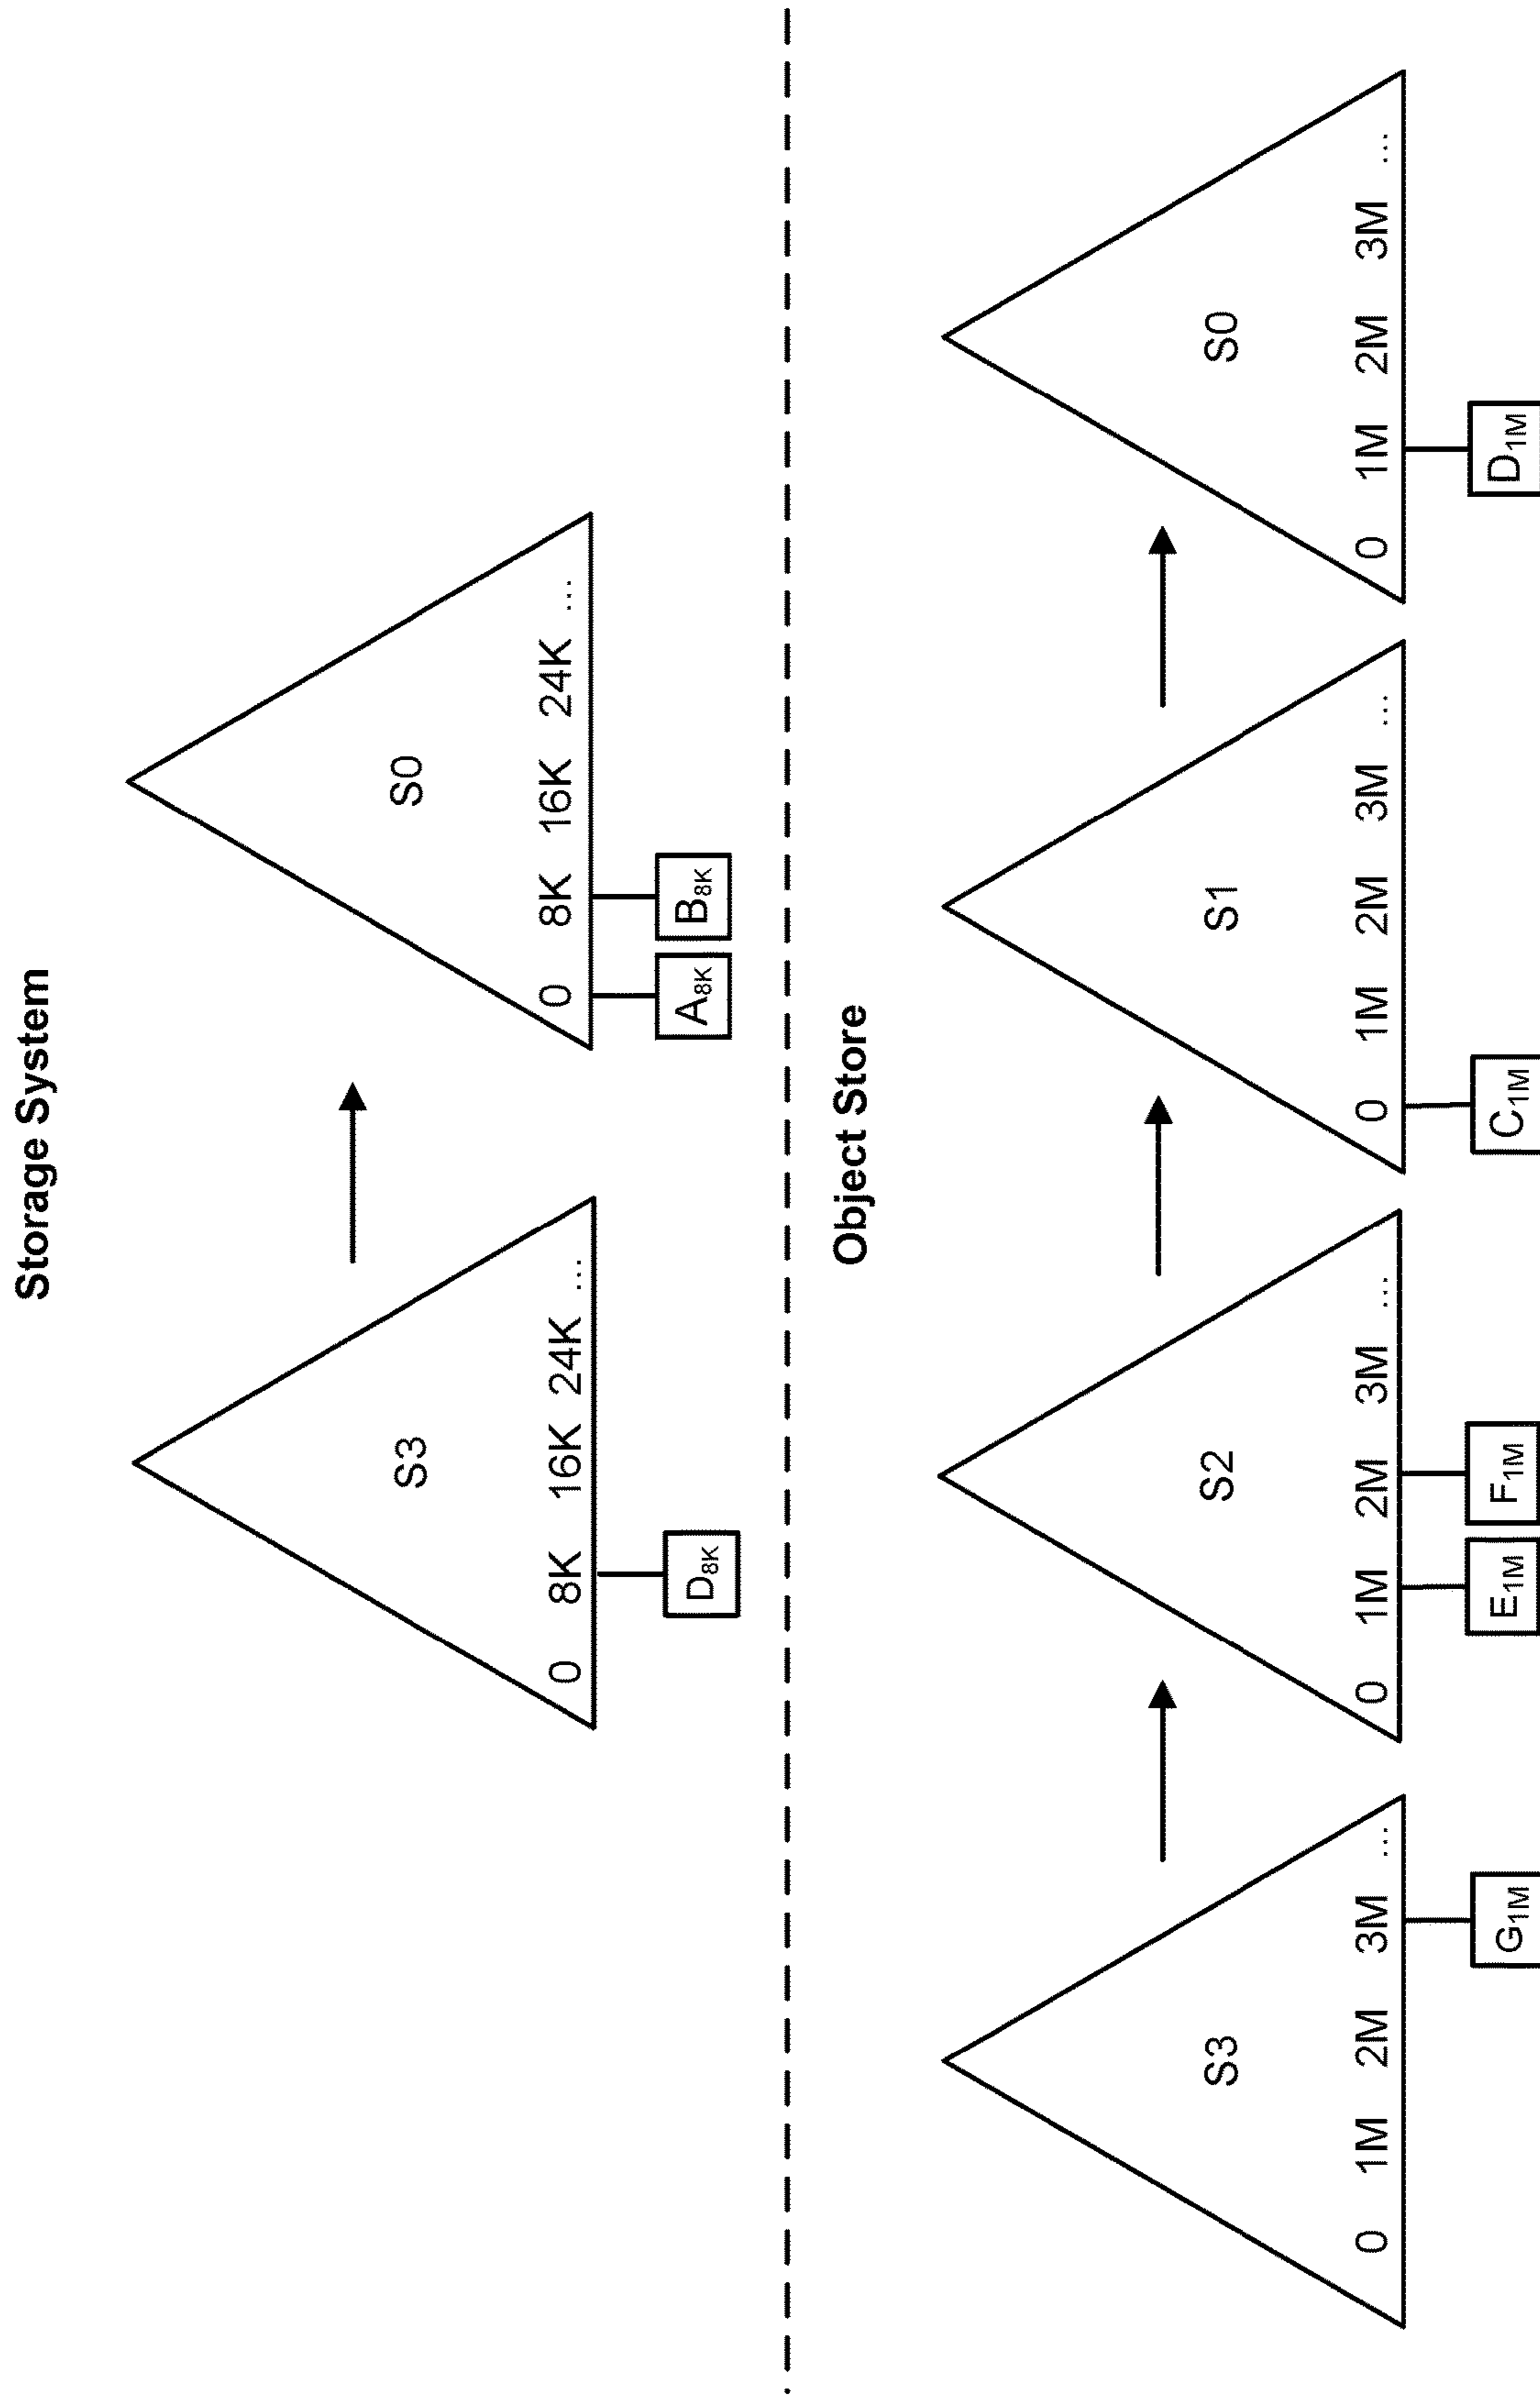 Storage System
S3
0 8K 16K 24K ...
D8K
S0
0 8K 16K 24K ...
A8K B8K
Object Store
S3
0 1M 2M 3M ...
G1M
S2
0 1M 2M 3M ...
E1M F1M
S1
0 1M 2M 3M ...
C1M
S0
0 1M 2M 3M ...
D1M